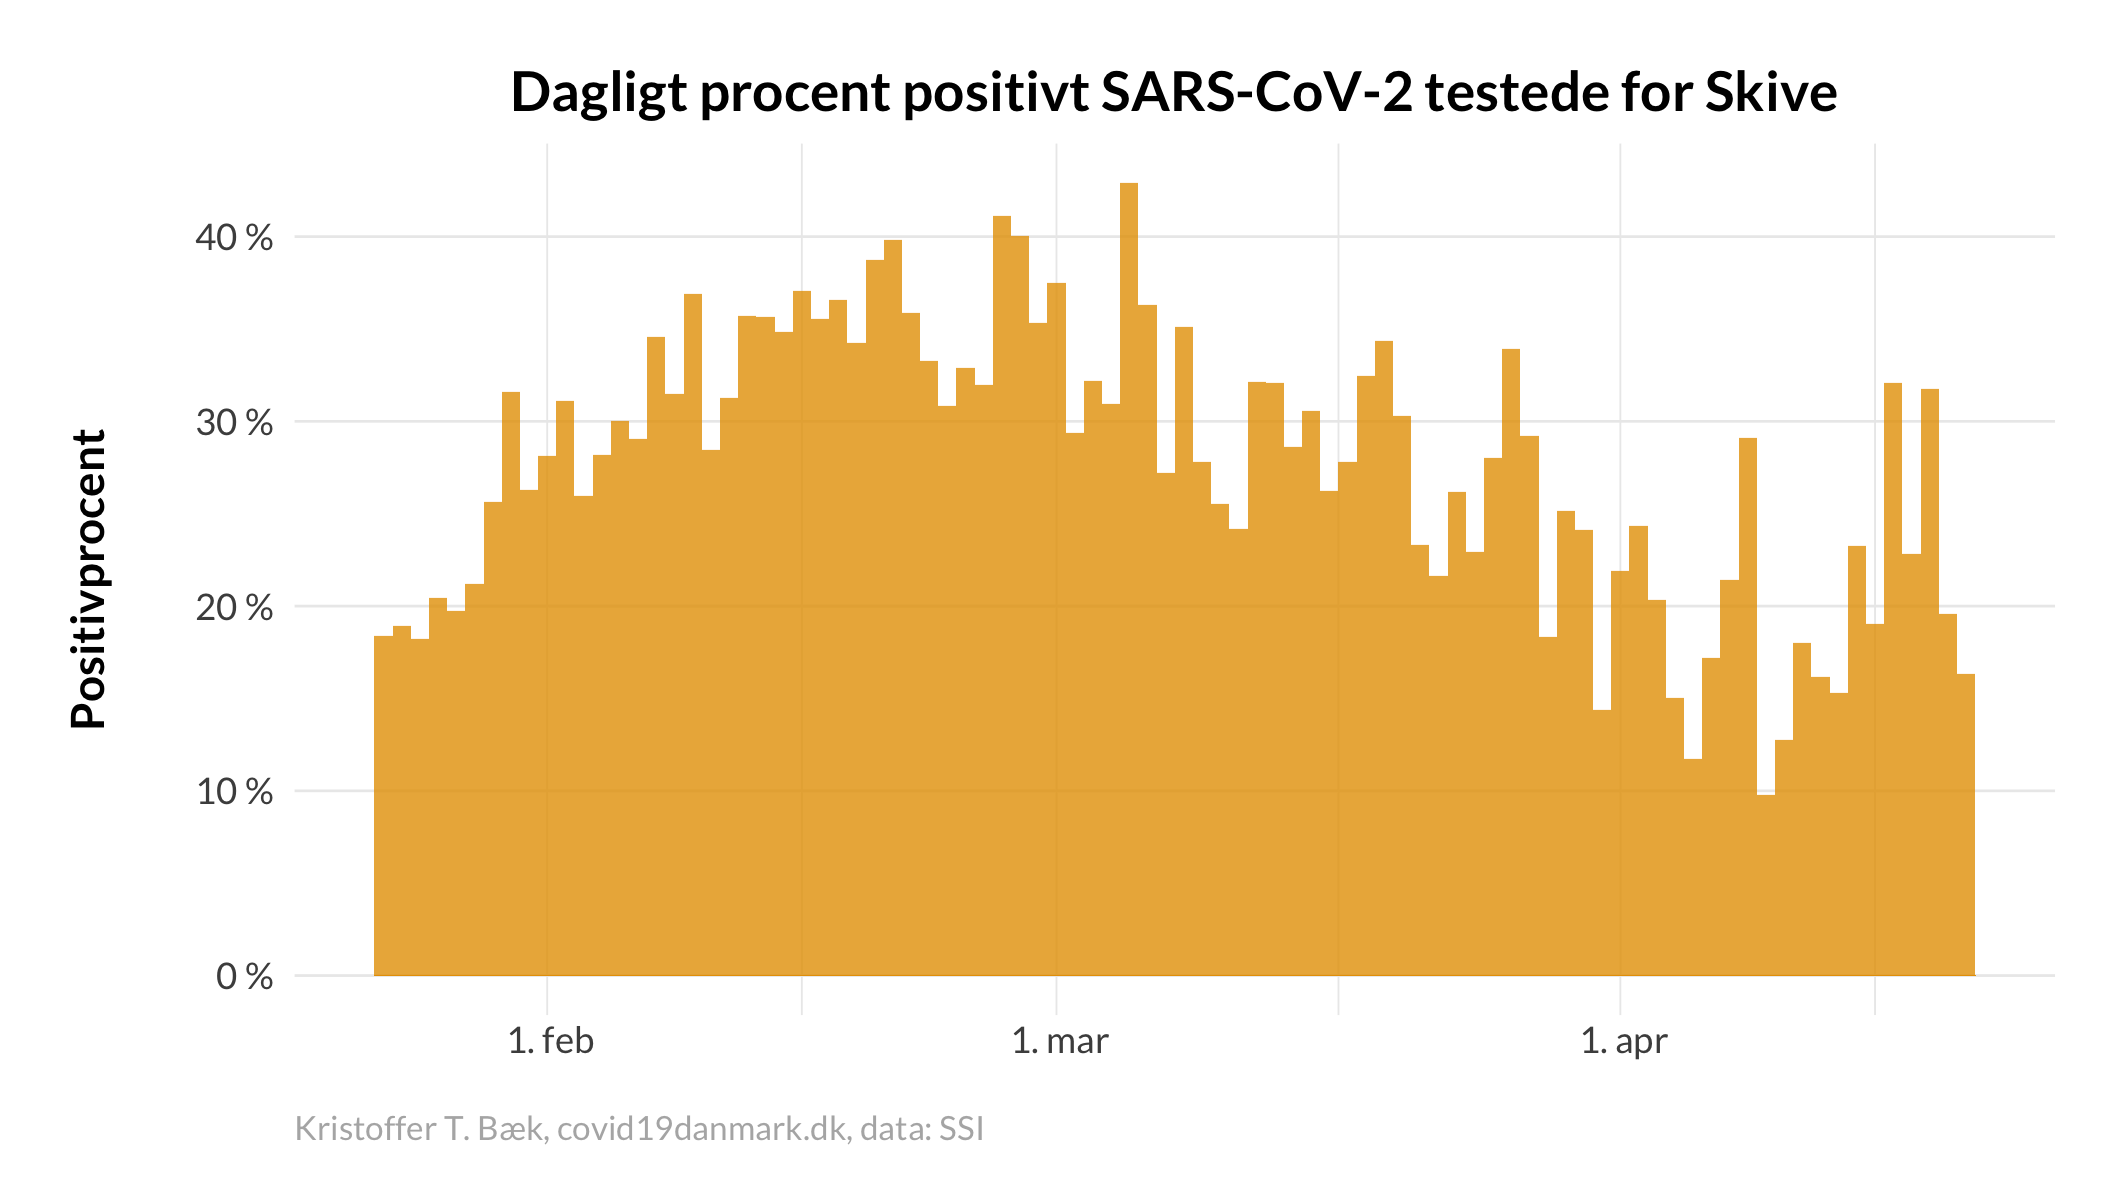 Dagligt procent positivt SARS-CoV-2 testede for Skive
Positivprocent
40 %
30 %
20 %
10 %
0 %
1. feb
1. mar
1. apr
Kristoffer T. Bæk, covid19danmark.dk, data: SSI